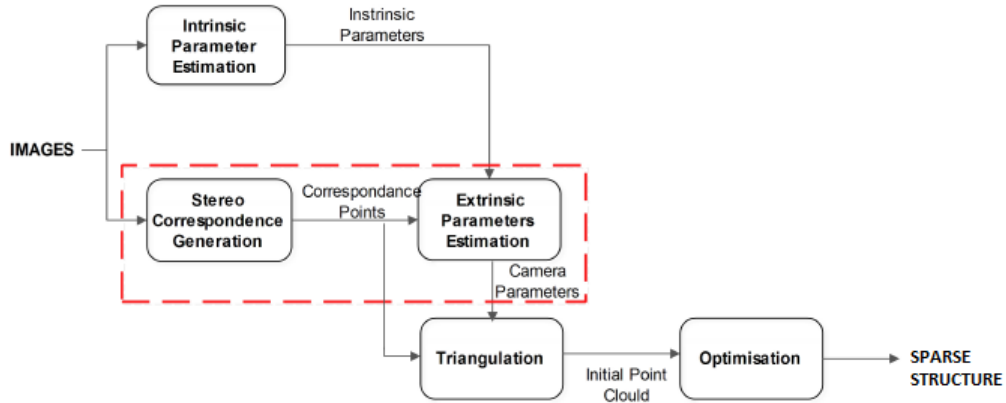 Intrinsic
Parameter
Estimation
Instrinsic
Parameters
IMAGES
Stereo
Correspondence
Generation
Correspondance
Points
Extrinsic
Parameters
Estimation
Camera
Parameters
Triangulation
Initial Point
Clould
Optimisation
SPARSE
STRUCTURE